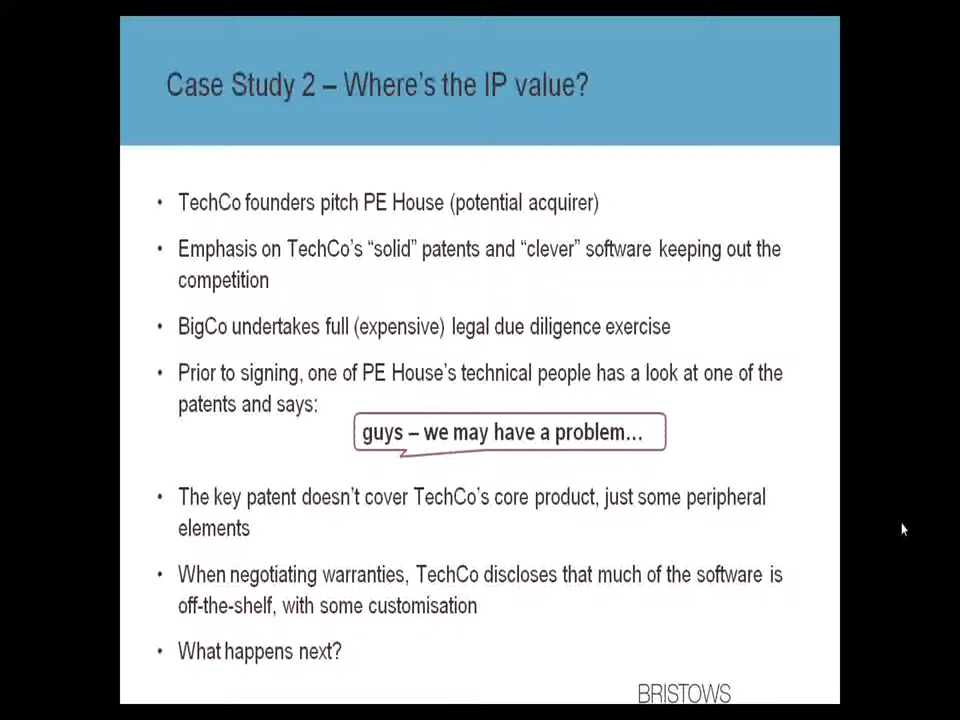 Case Study 2 – Where's the IP value?
• TechCo founders pitch PE House (potential acquirer)
• Emphasis on TechCo's “solid” patents and “clever” software keeping out the
competition
• BigCo undertakes full (expensive) legal due diligence exercise
• Prior to signing, one of PE House's technical people has a look at one of the
patents and says:
guys – we may have a problem…
• The key patent doesn't cover TechCo's core product, just some peripheral
elements
• When negotiating warranties, TechCo discloses that much of the software is
off-the-shelf, with some customisation
• What happens next?
BRISTOWS